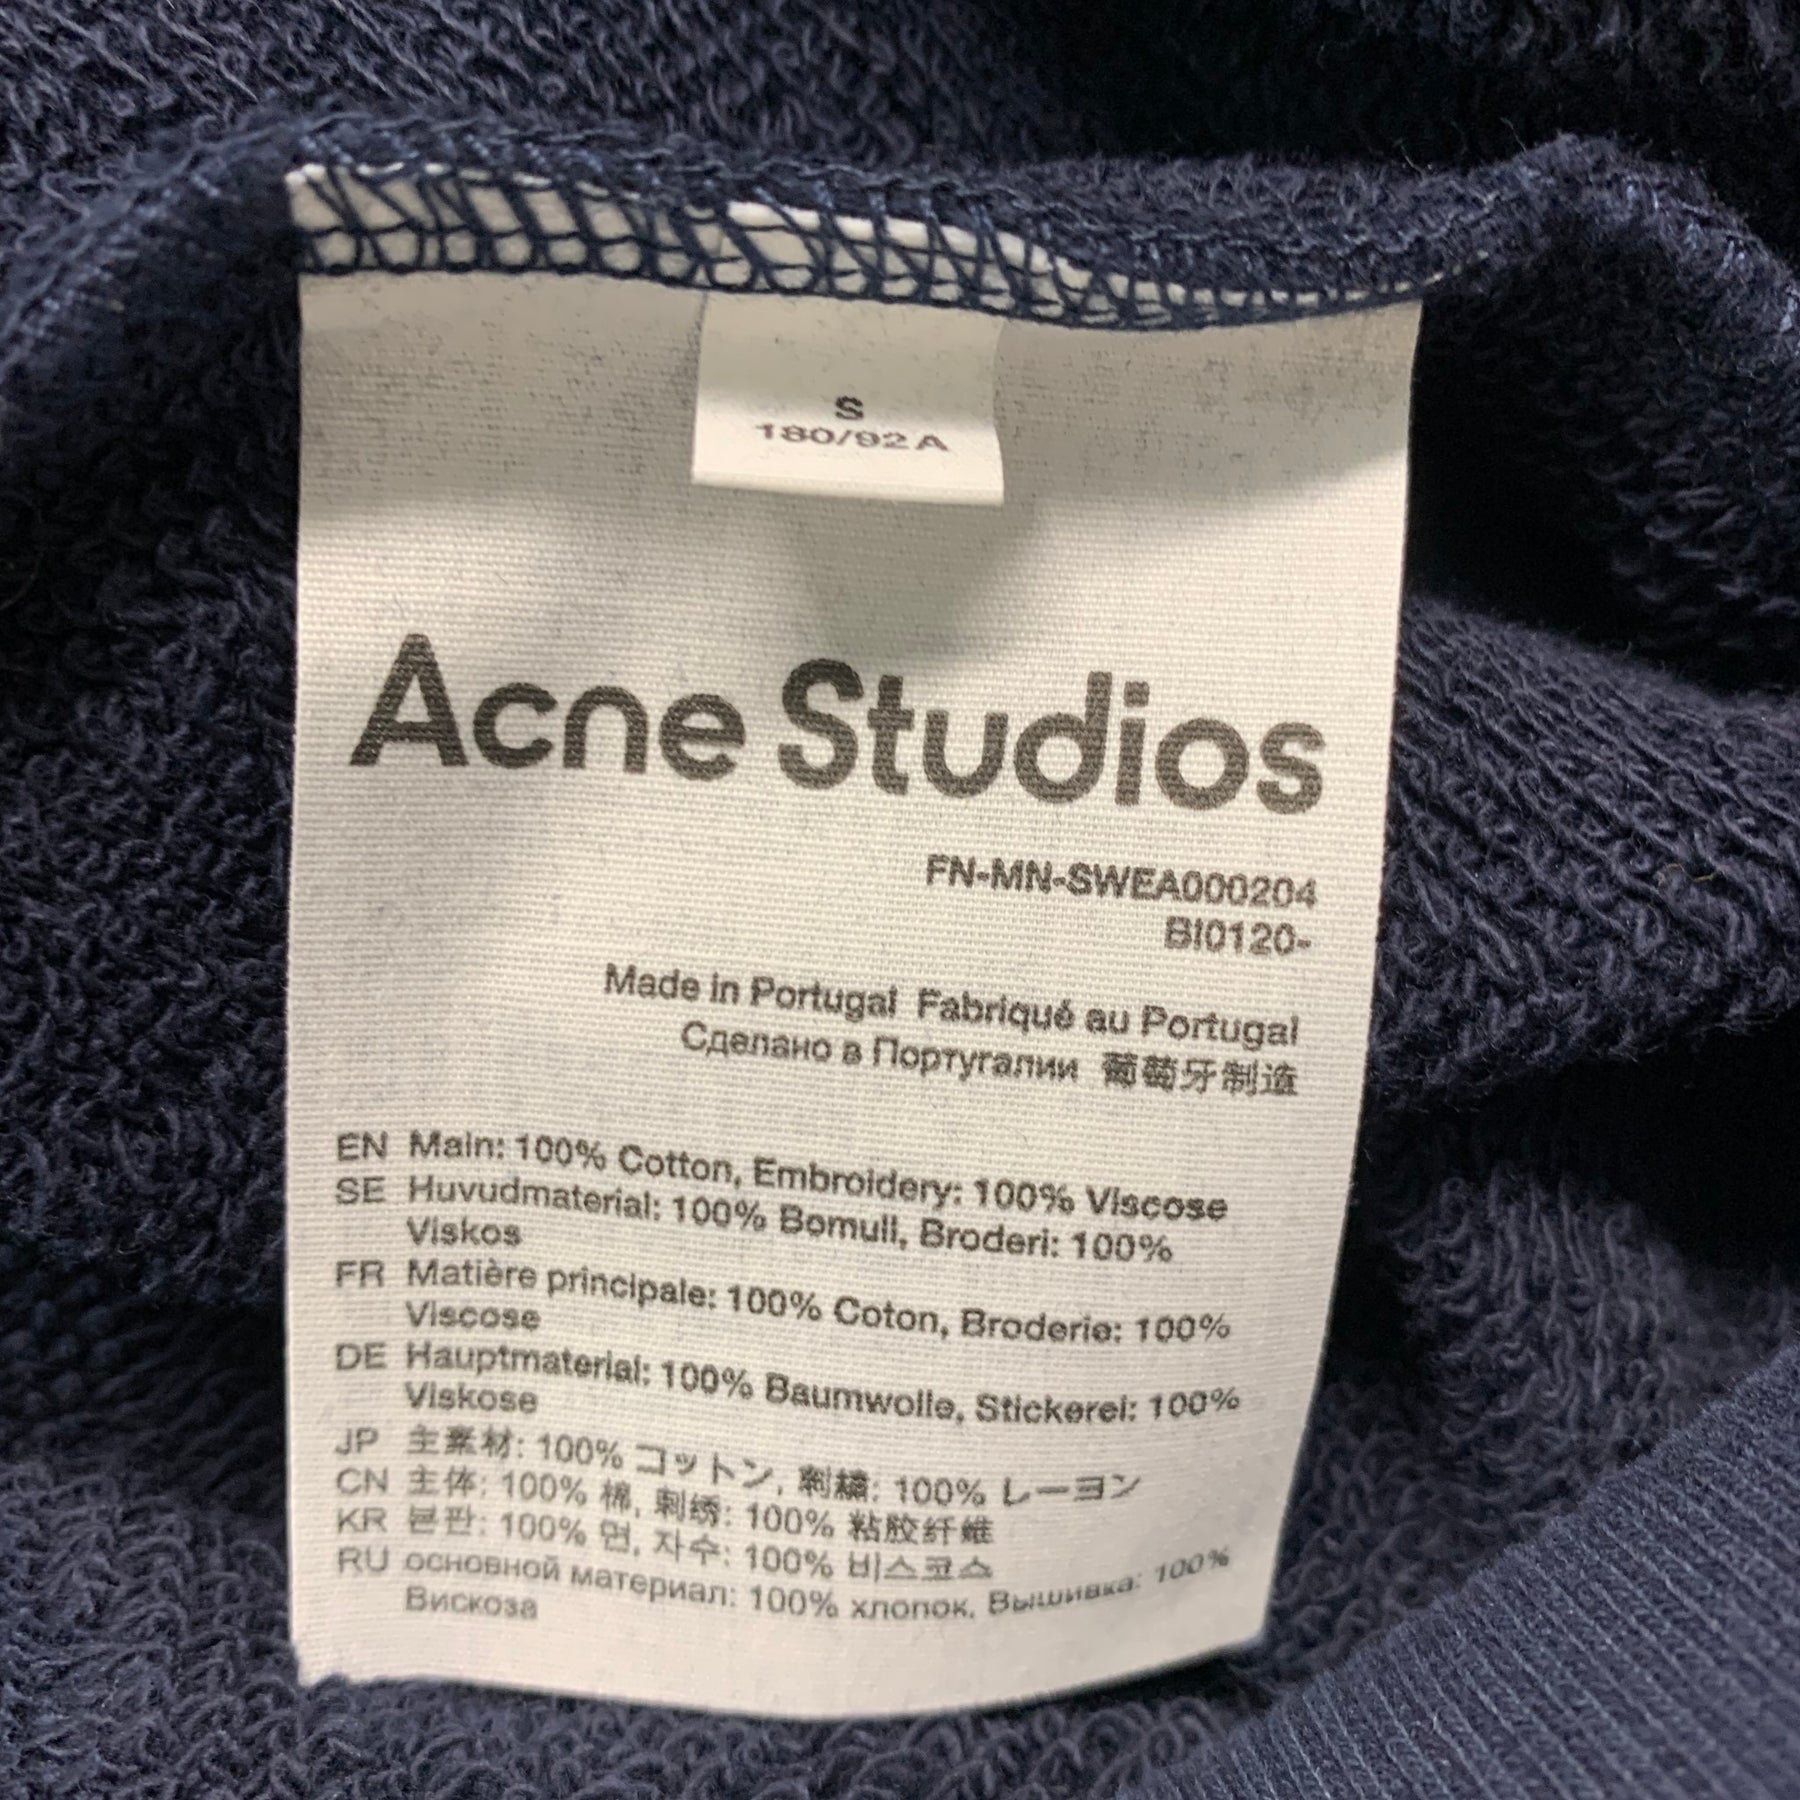 S
180/92A
Acne Studios
FN-MN-SWEA000204
BI0120-
Made in Portugal Fabriqué au Portugal
Сделано в Португалии 葡萄牙制造
EN Main: 100% Cotton, Embroidery: 100% Viscose
SE Huvudmaterial: 100% Bomull, Broderi: 100%
Viskos
FR Matière principale: 100% Coton, Broderie: 100%
Viscose
DE Hauptmaterial: 100% Baumwolle, Stickerei: 100%
Viskose
JP 主素材: 100% コットン, 刺繍: 100% レーヨン
CN 主体: 100% 棉, 刺绣: 100% 粘胶纤维
KR 본판: 100% 면, 자수: 100% 비스코스
RU основной материал: 100% хлопок, Вышивка: 100%
Вискоза